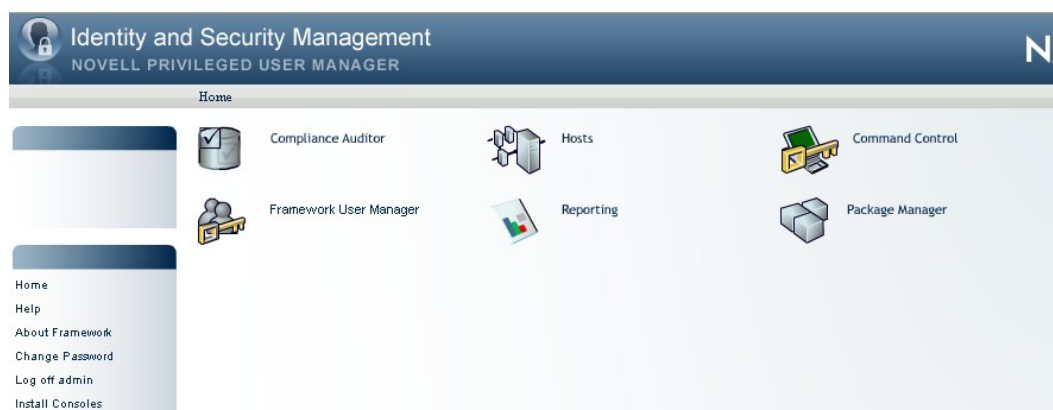 Identity and Security Management
NOVELL PRIVILEGED USER MANAGER
N
Home
Compliance Auditor
Hosts
Command Control
Framework User Manager
Reporting
Package Manager
Home
Help
About Framework
Change Password
Log off admin
Install Consoles